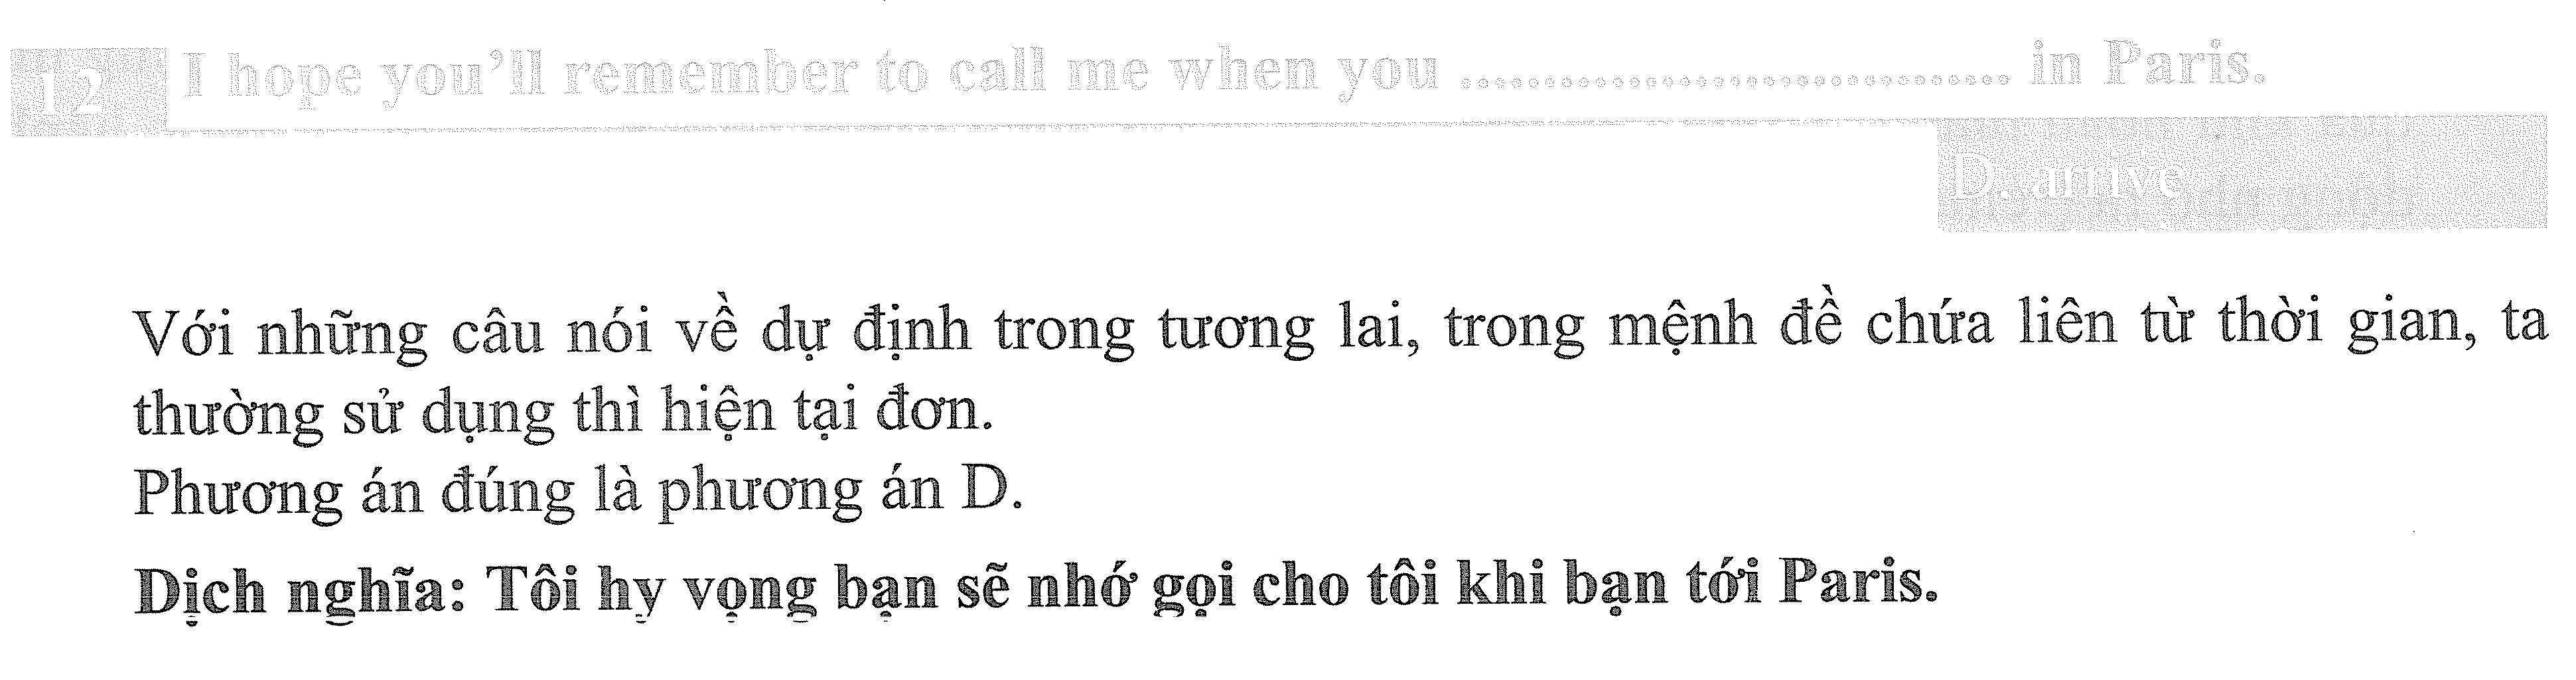 12 I hope you'll remember to call me when you ................................. in Paris.
D. arrive
Với những câu nói về dự định trong tương lai, trong mệnh đề chứa liên từ thời gian, ta
thường sử dụng thì hiện tại đơn.
Phương án đúng là phương án D.
Dịch nghĩa: Tôi hy vọng bạn sẽ nhớ gọi cho tôi khi bạn tới Paris.